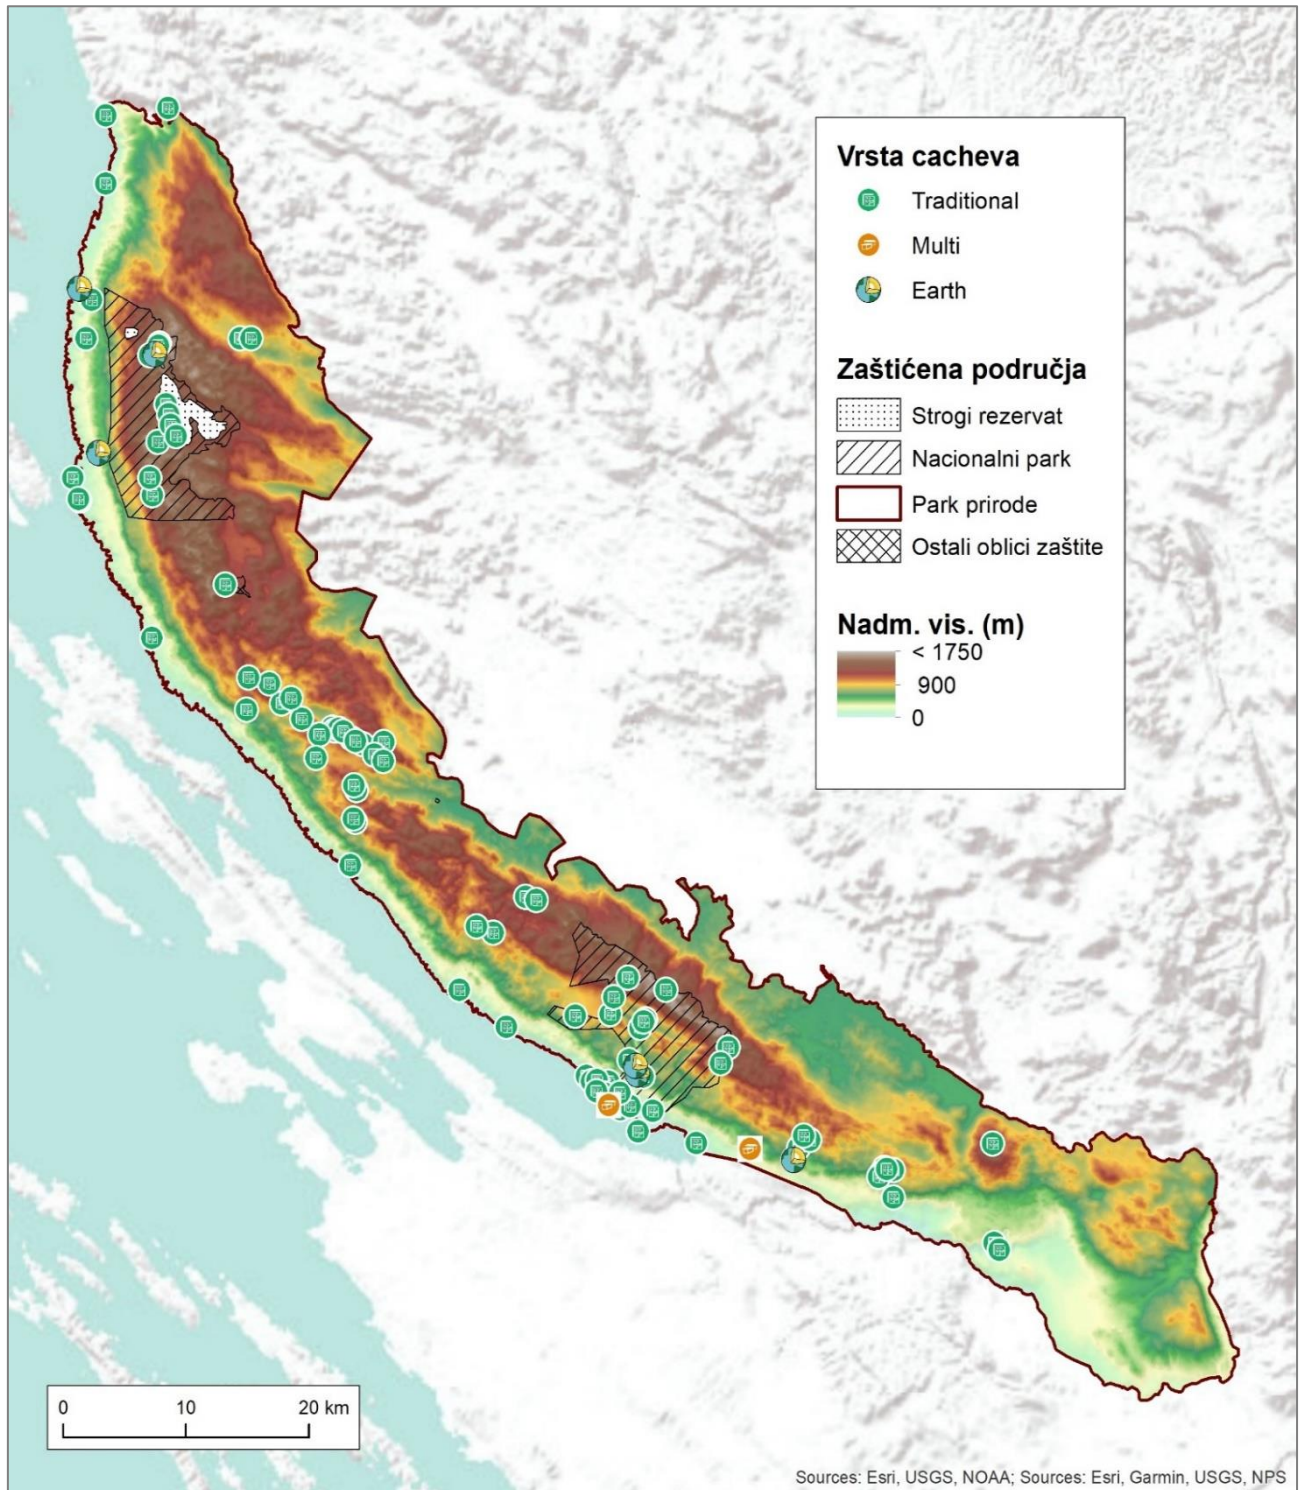 Vrsta cacheva
Traditional
Multi
Earth
Zaštićena područja
Strogi rezervat
Nacionalni park
Park prirode
Ostali oblici zaštite
Nadm. vis. (m)
< 1750
900
0
0 10 20 km
Sources: Esri, USGS, NOAA; Sources: Esri, Garmin, USGS, NPS